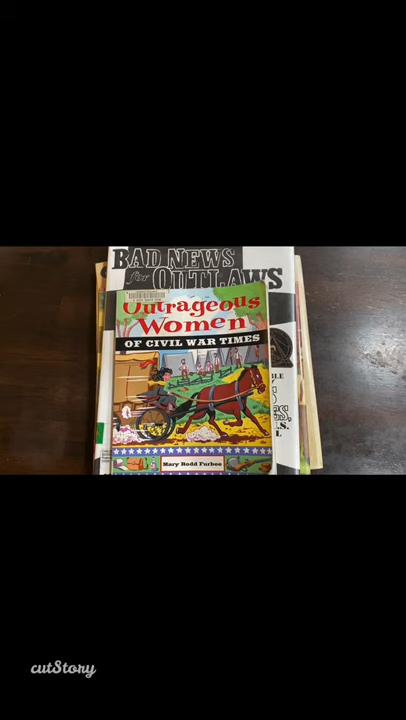 BAD NEWS
for OUTLAWS
Outrageous
Women
OF CIVIL WAR TIMES
Mary Rodd Furbee
cutStory